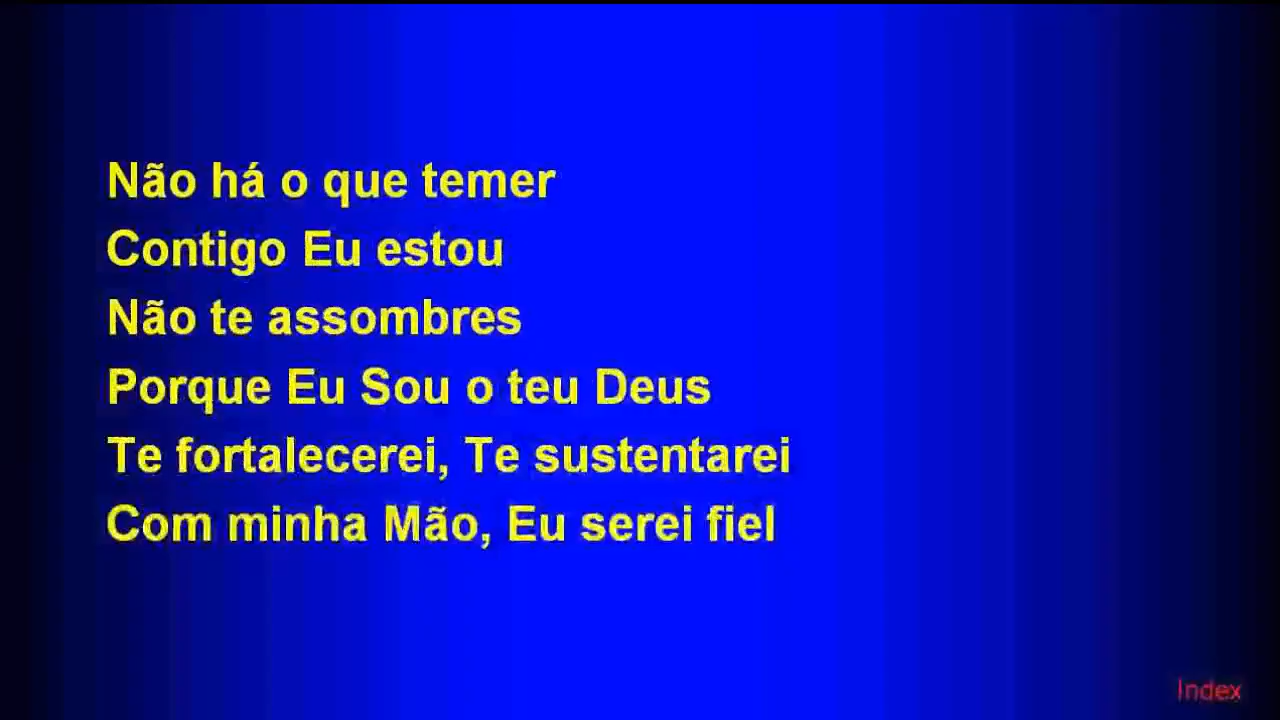 Não há o que temer
Contigo Eu estou
Não te assombres
Porque Eu Sou o teu Deus
Te fortalecerei, Te sustentarei
Com minha Mão, Eu serei fiel
Index